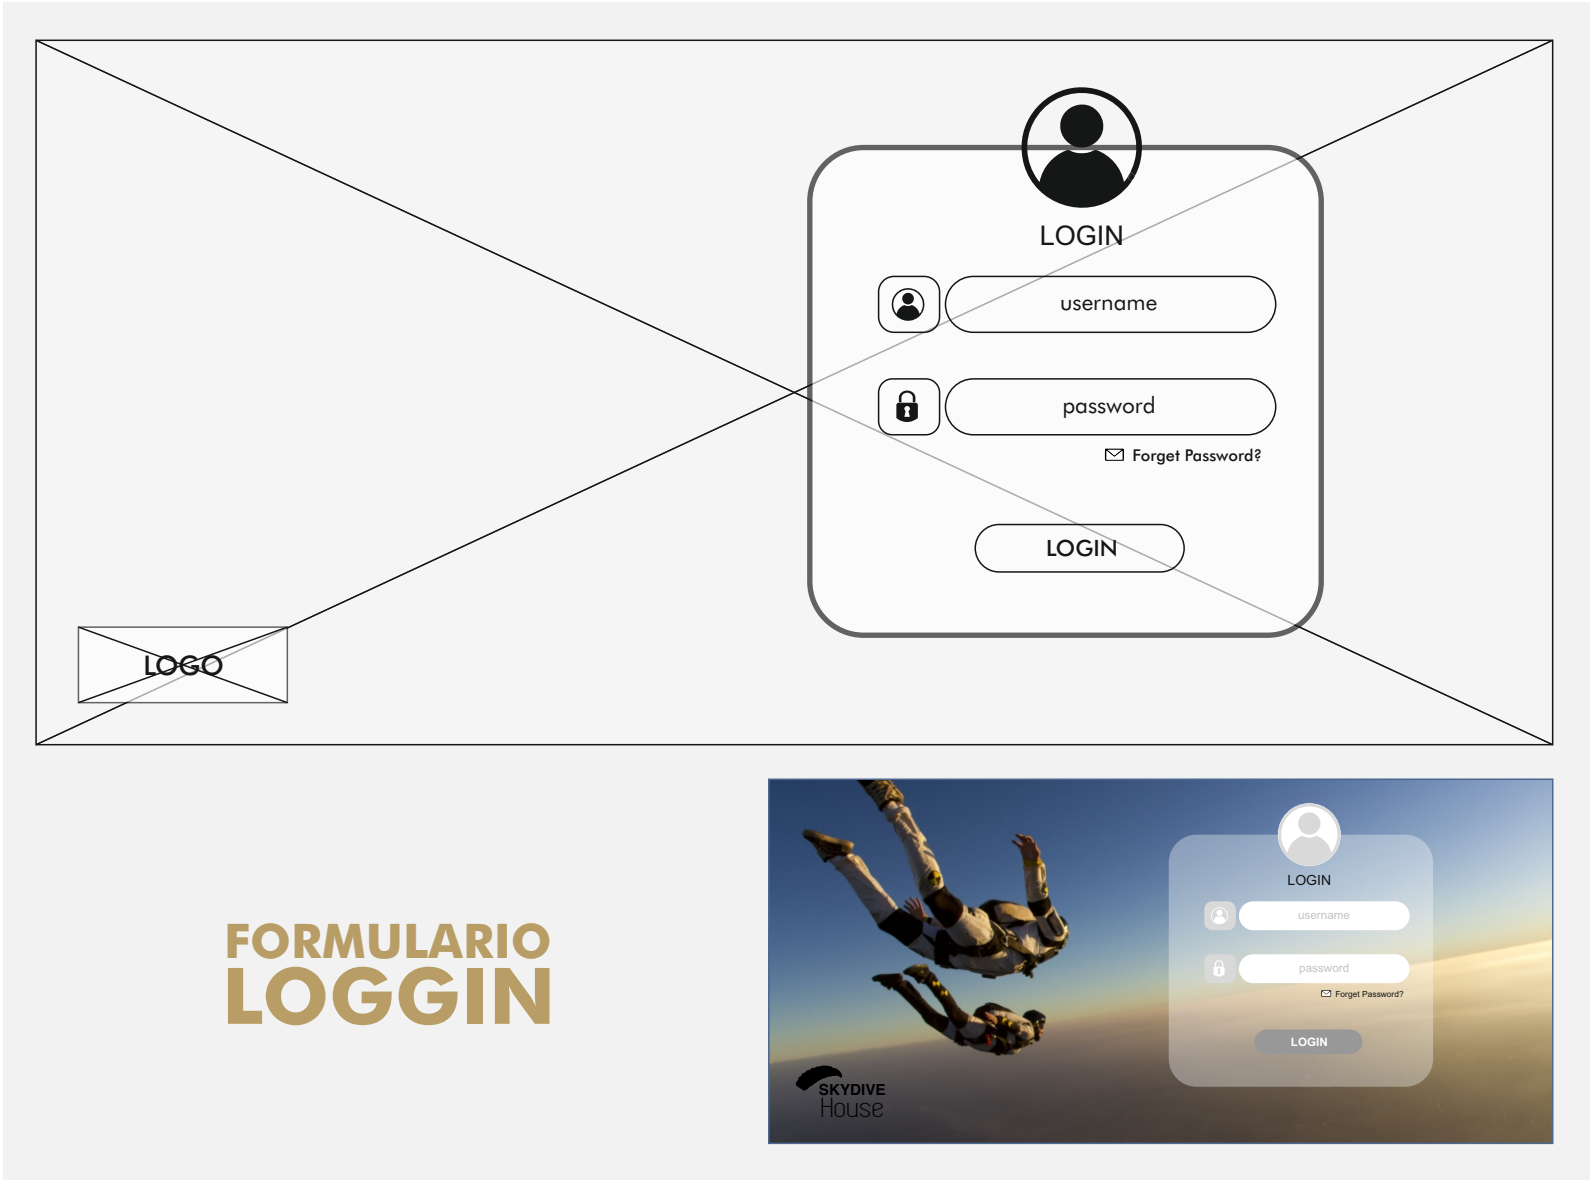 LOGIN
username
password
Forget Password?
LOGIN
LOGO
FORMULARIO
LOGGIN
LOGIN
username
password
Forget Password?
LOGIN
SKYDIVE
House